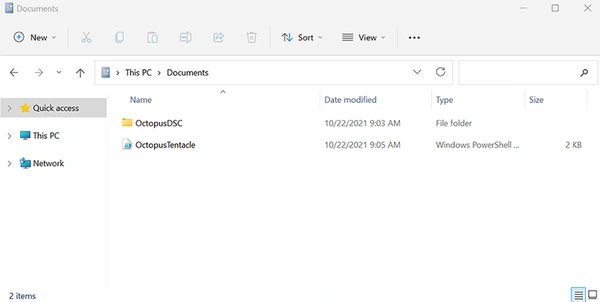 Documents
New Sort View
This PC Documents
Name Date modified Type Size
Quick access
OctopusDSC 10/22/2021 9:03 AM File folder
This PC
OctopusTentacle 10/22/2021 9:05 AM Windows PowerShell ... 2 KB
Network
2 items